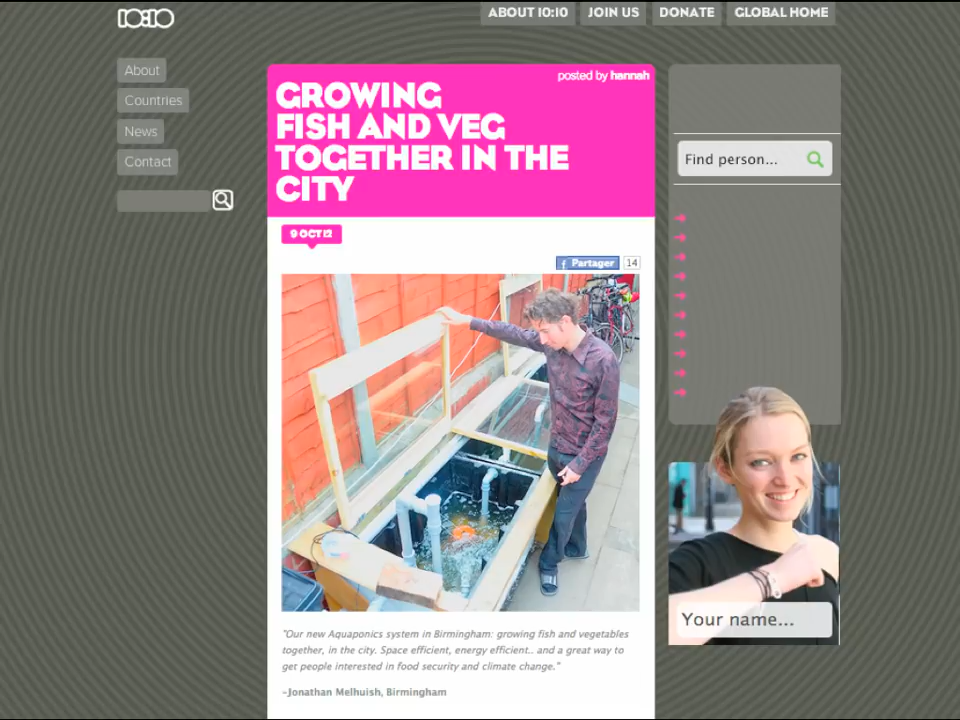 10:10
ABOUT 10:10
JOIN US
DONATE
GLOBAL HOME
About
Countries
News
Contact
posted by hannah
GROWING
FISH AND VEG
TOGETHER IN THE
CITY
9 OCT 12
f Partager 14
"Our new Aquaponics system in Birmingham: growing fish and vegetables
together, in the city. Space efficient, energy efficient.. and a great way to
get people interested in food security and climate change."
–Jonathan Melhuish, Birmingham
Find person...
Your name...